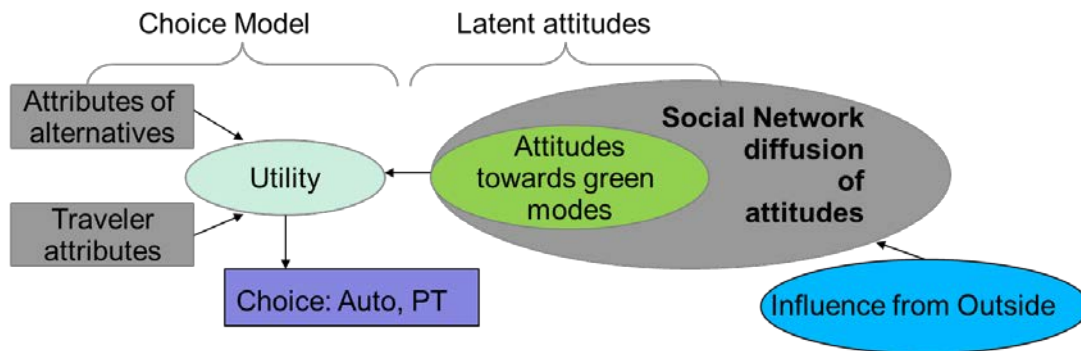 Choice Model
Latent attitudes
Attributes of
alternatives
Traveler
attributes
Utility
Choice: Auto, PT
Attitudes
towards green
modes
Social Network
diffusion
of
attitudes
Influence from Outside